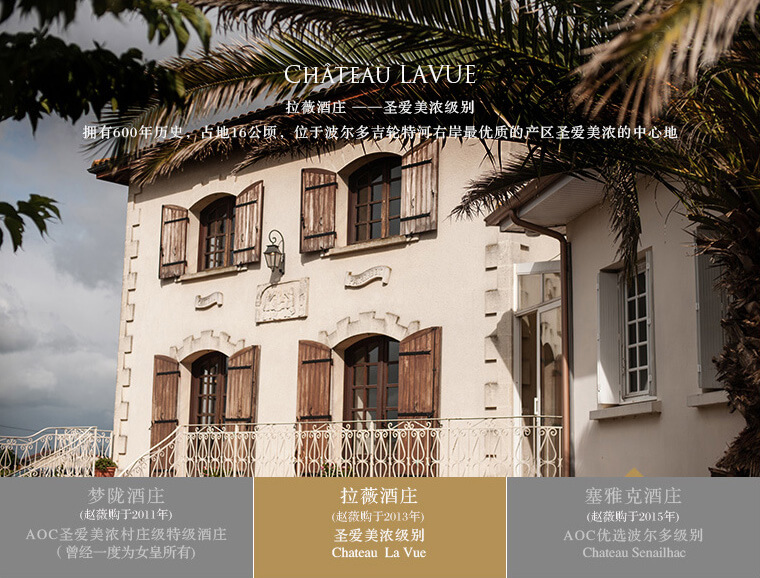 CHÂTEAU LAVUE
拉薇酒庄 ——圣爱美浓级别
拥有600年历史、占地16公顷、位于波尔多吉轮特河右岸最优质的产区圣爱美浓的中心地
梦陇酒庄
(赵薇购于2011年)
AOC圣爱美浓村庄级特级酒庄
(曾经一度为女皇所有)
拉薇酒庄
(赵薇购于2013年)
圣爱美浓级别
Chateau La Vue
塞雅克酒庄
(赵薇购于2015年)
AOC优选波尔多级别
Chateau Senailhac